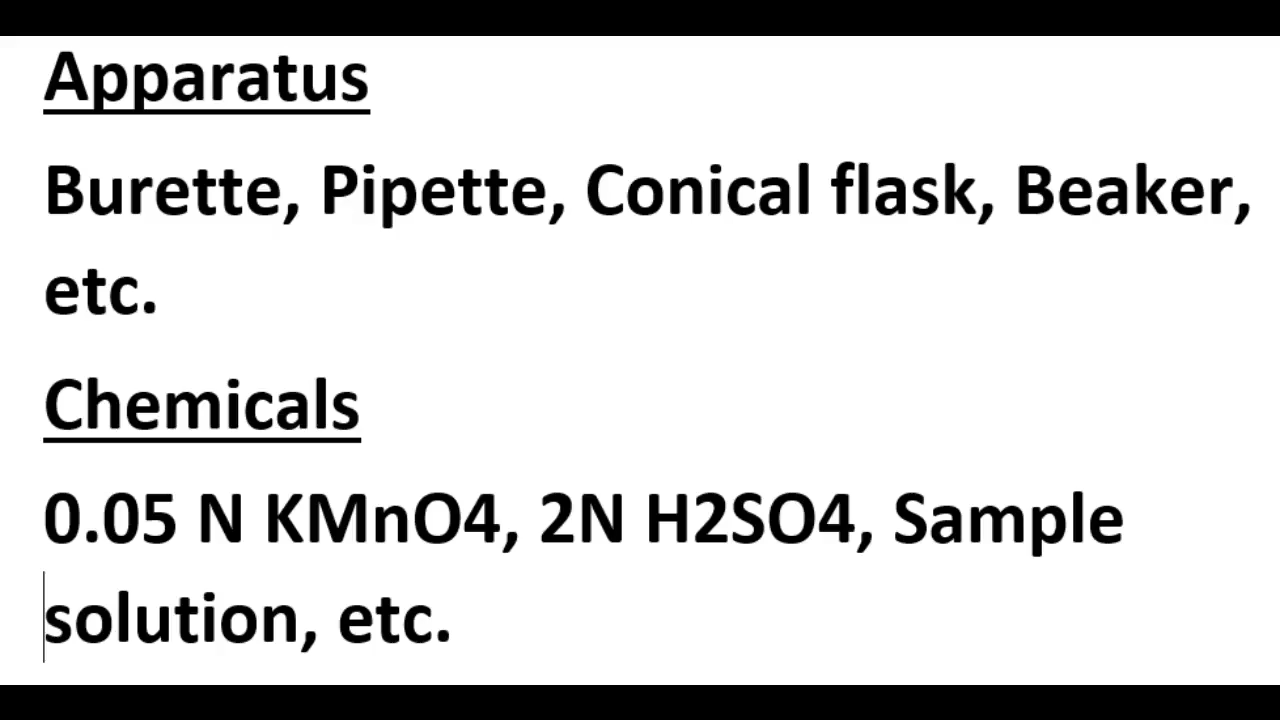 Apparatus
Burette, Pipette, Conical flask, Beaker,
etc.
Chemicals
0.05 N KMnO4, 2N H2SO4, Sample
solution, etc.